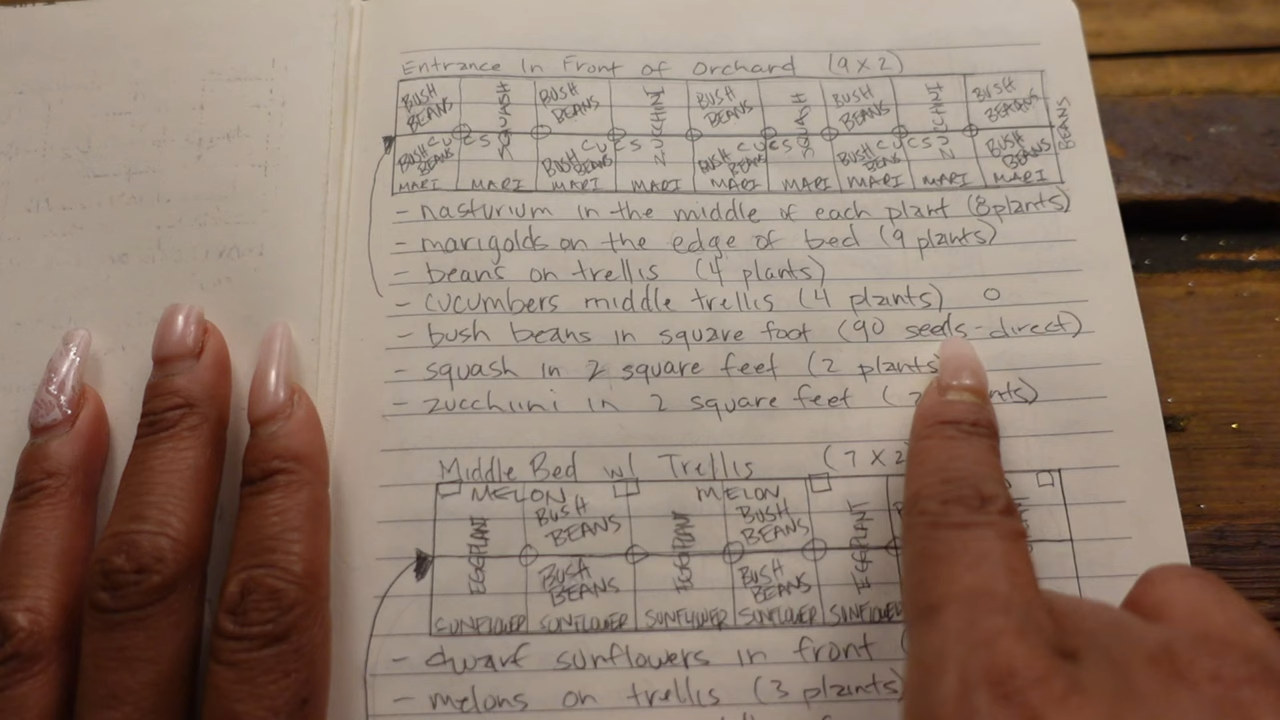 Entrance In Front of Orchard (9 X 2)
BUSH BEANS SQUASH BUSH BEANS ZUCCHINI BUSH BEANS SQUASH BUSH BEANS ZUCCHINI BUSH BEANS BEANS
CUCS CUCS CUCS CUCS
BUSH BEANS BUSH BEANS BUSH BEANS BUSH BEANS BUSH BEANS
MARI MARI MARI MARI MARI MARI MARI MARI MARI
- nasturium in the middle of each plant (8 plants)
- marigolds on the edge of bed (9 plants)
- beans on trellis (4 plants)
- cucumbers middle trellis (4 plants)
- bush beans in square foot (90 seeds - direct)
- squash in 2 square feet (2 plants
- zucchiini in 2 square feet (
Middle Bed w/ Trellis (7 X 2
MELON MELON
EGGPLANT BUSH BEANS EGGPLANT BUSH BEANS EGGPLANT
BUSH BEANS BUSH BEANS
SUNFLOWER SUNFLOWER SUNFLOWER SUNFLOWER SUNFLOWER
- dwarf sunflowers in front (
- melons on trellis (3 plants)